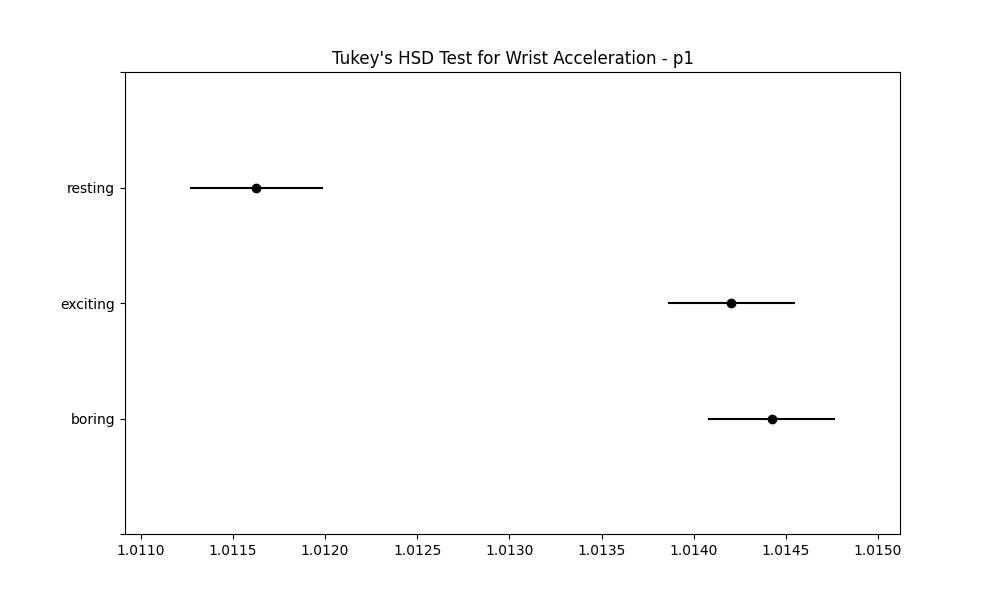 Tukey's HSD Test for Wrist Acceleration - p1
resting
exciting
boring
1.0110 1.0115 1.0120 1.0125 1.0130 1.0135 1.0140 1.0145 1.0150